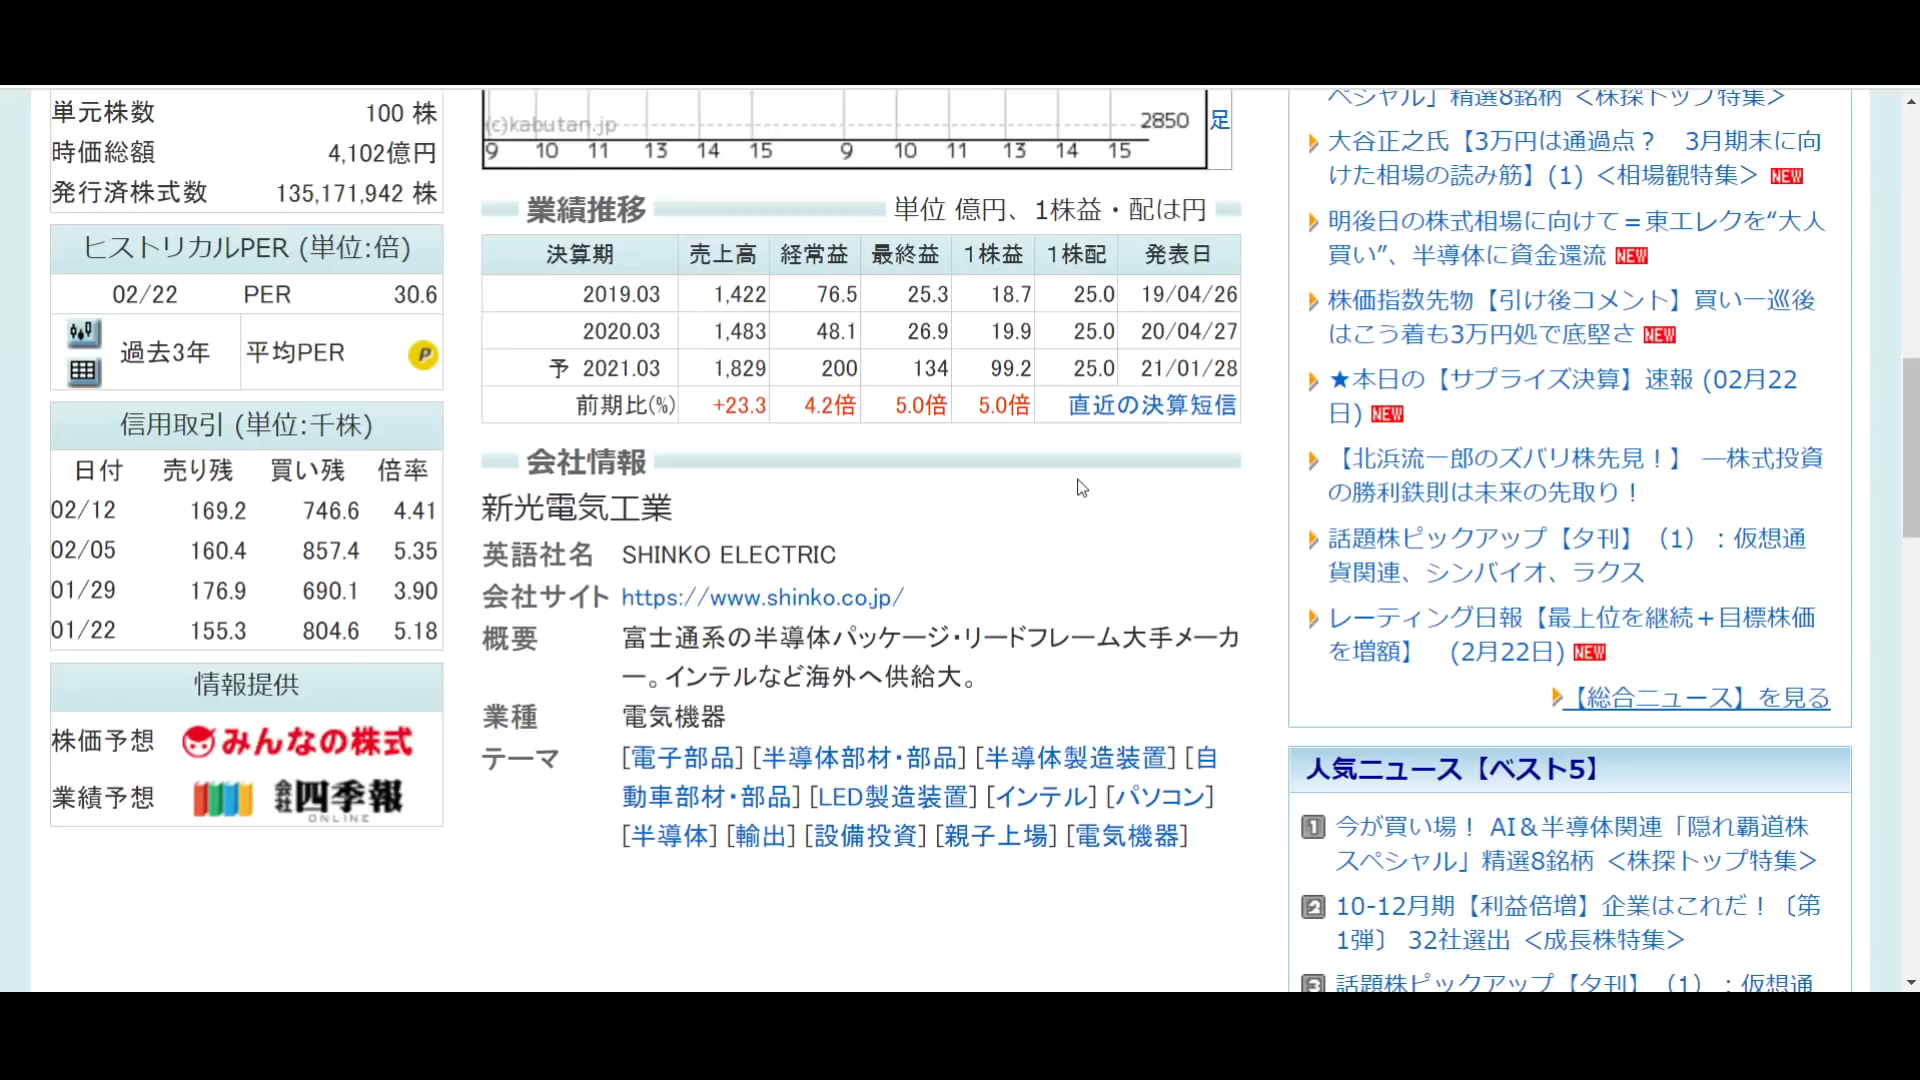 単元株数 100 株
時価総額 4,102億円
発行済株式数 135,171,942 株
ヒストリカルPER (単位:倍)
02/22 PER 30.6
過去3年 平均PER P
信用取引 (単位:千株)
日付 売り残 買い残 倍率
02/12 169.2 746.6 4.41
02/05 160.4 857.4 5.35
01/29 176.9 690.1 3.90
01/22 155.3 804.6 5.18
情報提供
株価予想 みんなの株式
業績予想 会社四季報
ONLINE
(c)kabutan.jp 2850 足
9 10 11 13 14 15 9 10 11 13 14 15
業績推移 単位 億円、1株益・配は円
決算期 売上高 経常益 最終益 1株益 1株配 発表日
2019.03 1,422 76.5 25.3 18.7 25.0 19/04/26
2020.03 1,483 48.1 26.9 19.9 25.0 20/04/27
予 2021.03 1,829 200 134 99.2 25.0 21/01/28
前期比(%) +23.3 4.2倍 5.0倍 5.0倍 直近の決算短信
会社情報
新光電気工業
英語社名 SHINKO ELECTRIC
会社サイト https://www.shinko.co.jp/
概要 富士通系の半導体パッケージ・リードフレーム大手メーカ
ー。インテルなど海外へ供給大。
業種 電気機器
テーマ [電子部品] [半導体部材・部品] [半導体製造装置] [自
動車部材・部品] [LED製造装置] [インテル] [パソコン]
[半導体] [輸出] [設備投資] [親子上場] [電気機器]
ペシャル」精選8銘柄 ＜株探トップ特集＞
大谷正之氏【3万円は通過点？　3月期末に向
けた相場の読み筋】(1) ＜相場観特集＞ NEW
明後日の株式相場に向けて＝東エレクを“大人
買い”、半導体に資金還流 NEW
株価指数先物【引け後コメント】買い一巡後
はこう着も3万円処で底堅さ NEW
★本日の【サプライズ決算】速報 (02月22
日) NEW
【北浜流一郎のズバリ株先見！】 ―株式投資
の勝利鉄則は未来の先取り！
話題株ピックアップ【夕刊】（1）：仮想通
貨関連、シンバイオ、ラクス
レーティング日報【最上位を継続＋目標株価
を増額】　(2月22日) NEW
【総合ニュース】を見る
人気ニュース【ベスト5】
1 今が買い場！ AI＆半導体関連「隠れ覇道株
スペシャル」精選8銘柄 ＜株探トップ特集＞
2 10-12月期【利益倍増】企業はこれだ！〔第
1弾〕 32社選出 ＜成長株特集＞
3 話題株ピックアップ【夕刊】（1）：仮想通